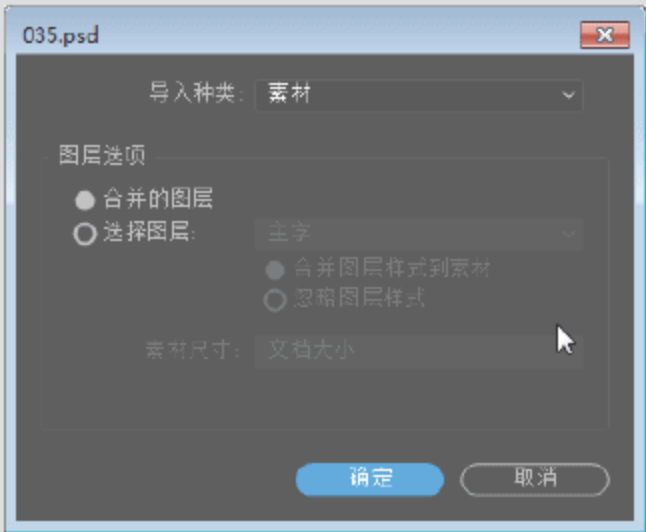 035.psd
导入种类: 素材
图层选项
合并的图层
选择图层: 主字
合并图层样式到素材
忽略图层样式
素材尺寸: 文档大小
确定 取消